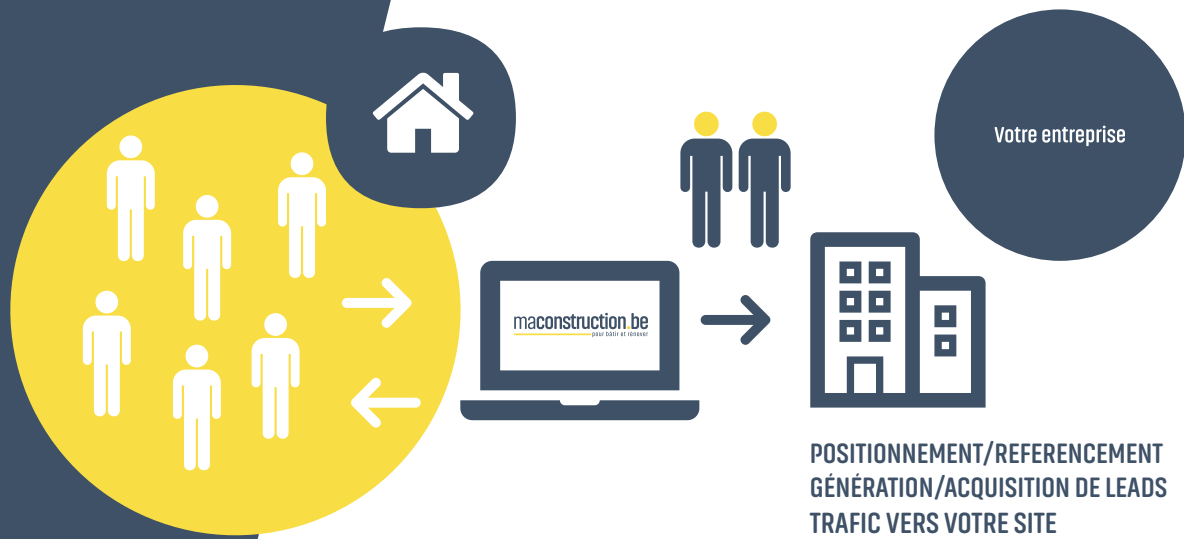 Votre entreprise
maconstruction.be
pour bâtir et rénover
POSITIONNEMENT/REFERENCEMENT
GÉNÉRATION/ACQUISITION DE LEADS
TRAFIC VERS VOTRE SITE